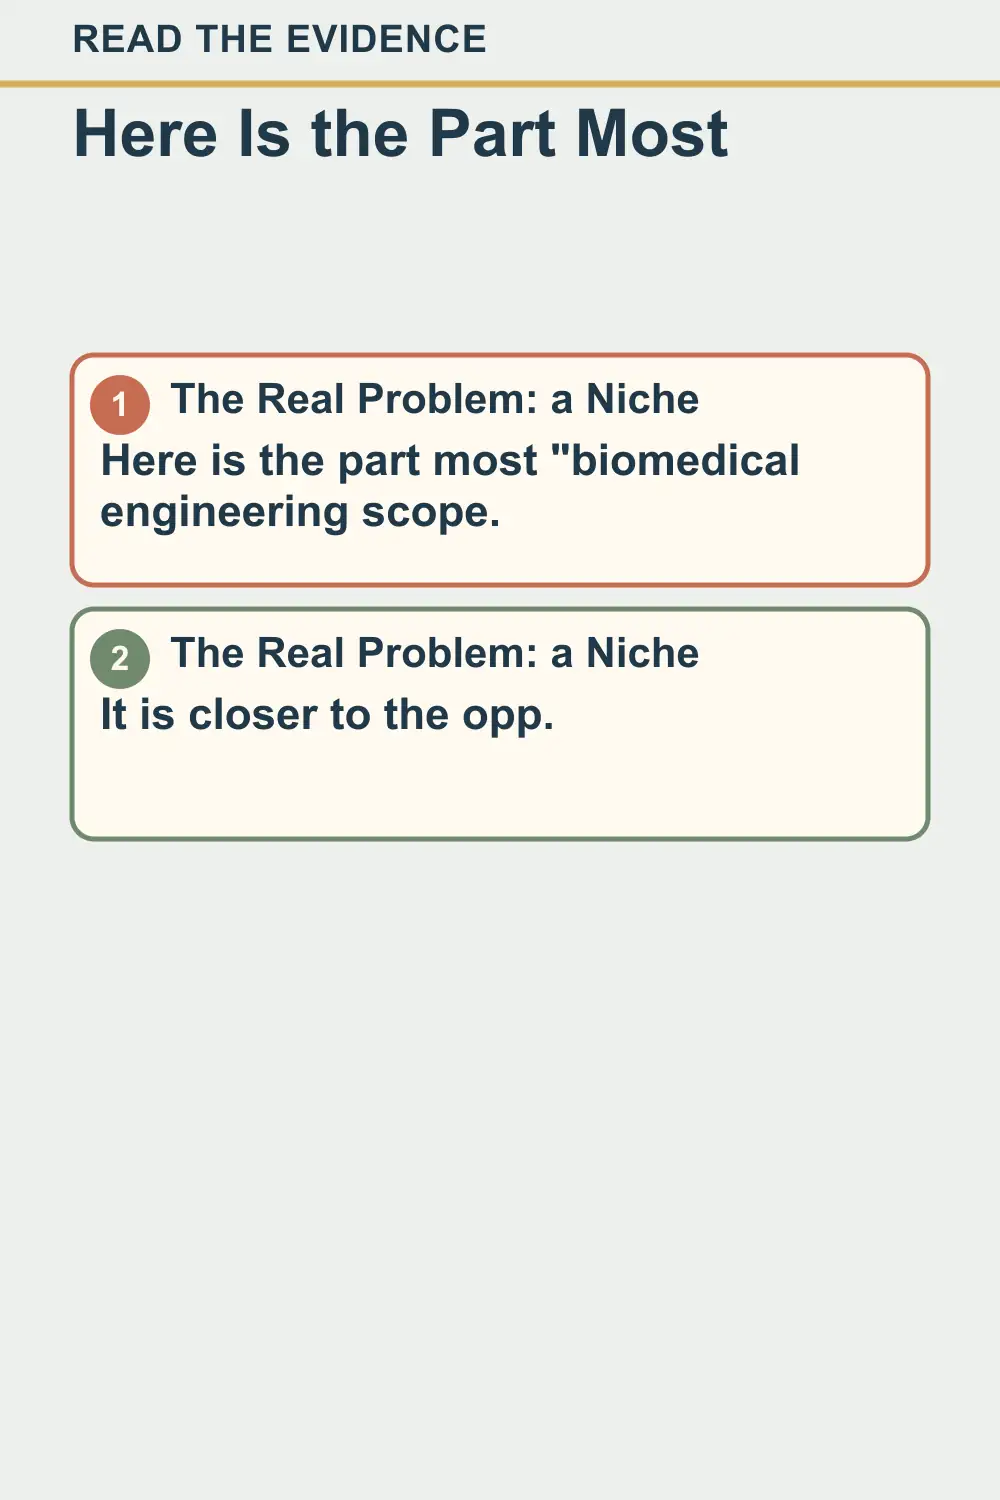 READ THE EVIDENCE
Here Is the Part Most
1 The Real Problem: a Niche
Here is the part most "biomedical
engineering scope.
2 The Real Problem: a Niche
It is closer to the opp.